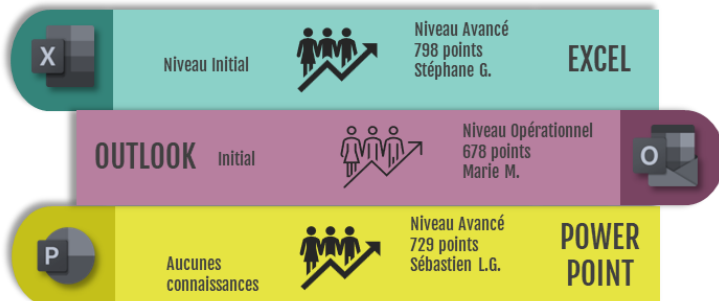 X
Niveau Initial
Niveau Avancé
798 points
Stéphane G.
EXCEL
OUTLOOK
Initial
Niveau Opérationnel
678 points
Marie M.
O
P
Aucunes
connaissances
Niveau Avancé
729 points
Sébastien L.G.
POWER
POINT